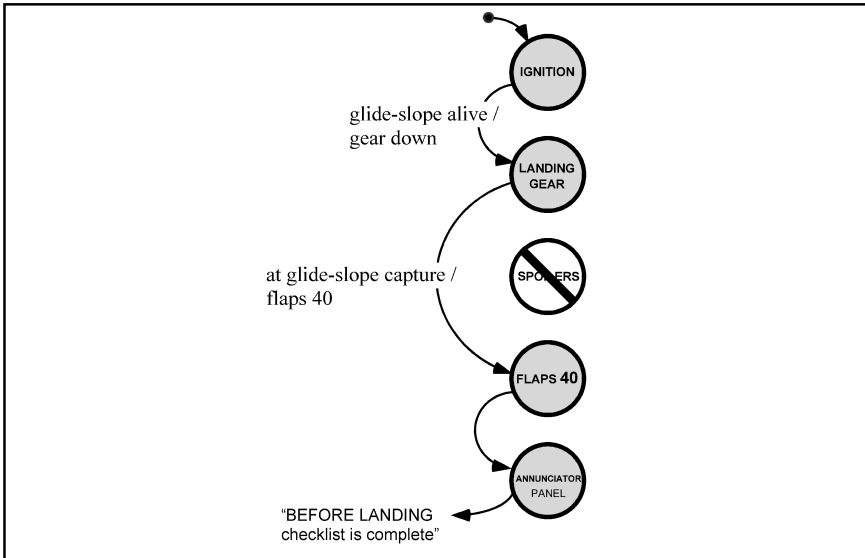 IGNITION
glide-slope alive /
gear down
LANDING
GEAR
at glide-slope capture /
flaps 40
FLAPS 40
ANNUNCIATOR
PANEL
“BEFORE LANDING
checklist is complete”